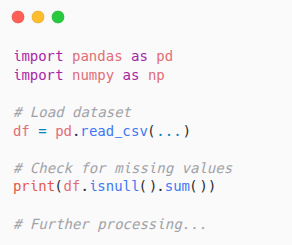 import pandas as pd
import numpy as np
# Load dataset
df = pd.read_csv(...)
# Check for missing values
print(df.isnull().sum())
# Further processing...